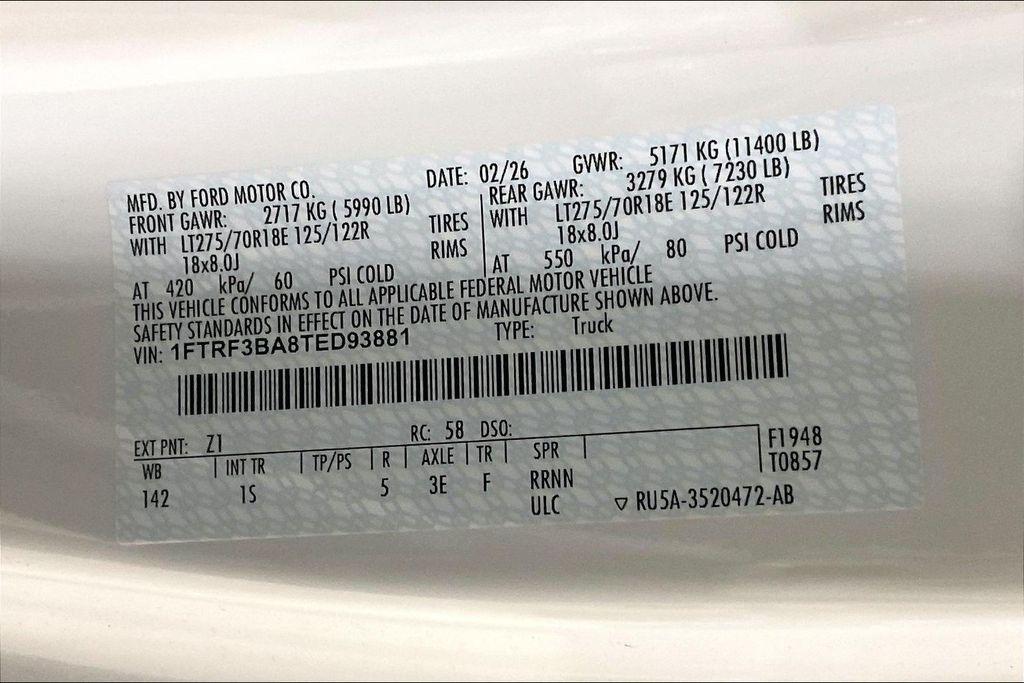 MFD. BY FORD MOTOR CO. DATE: 02/26 GVWR: 5171 KG (11400 LB)
FRONT GAWR: 2717 KG ( 5990 LB) REAR GAWR: 3279 KG ( 7230 LB)
WITH LT275/70R18E 125/122R TIRES WITH LT275/70R18E 125/122R TIRES
18x8.0J RIMS 18x8.0J RIMS
AT 420 kPa/ 60 PSI COLD AT 550 kPa/ 80 PSI COLD
THIS VEHICLE CONFORMS TO ALL APPLICABLE FEDERAL MOTOR VEHICLE
SAFETY STANDARDS IN EFFECT ON THE DATE OF MANUFACTURE SHOWN ABOVE.
VIN: 1FTRF3BA8TED93881 TYPE: Truck
EXT PNT: Z1 RC: 58 DSO:
WB INT TR TP/PS R AXLE TR SPR F1948
142 1S 5 3E F RRNN T0857
ULC ▽ RU5A-3520472-AB